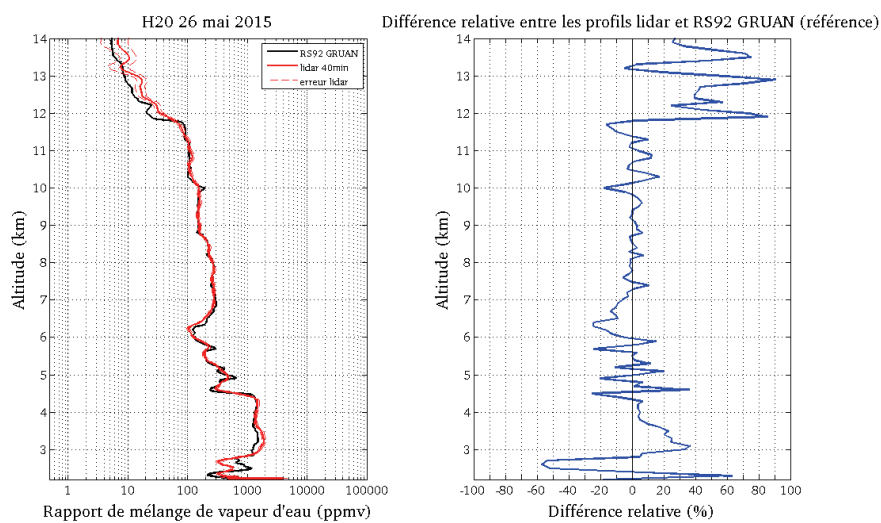 H20 26 mai 2015
RS92 GRUAN
lidar 40min
erreur lidar
14
13
12
11
10
9
8
7
6
5
4
3
Altitude (km)
1 10 100 1000 10000 100000
Rapport de mélange de vapeur d'eau (ppmv)
Différence relative entre les profils lidar et RS92 GRUAN (référence)
14
13
12
11
10
9
8
7
6
5
4
3
Altitude (km)
-100 -80 -60 -40 -20 0 20 40 60 80 100
Différence relative (%)